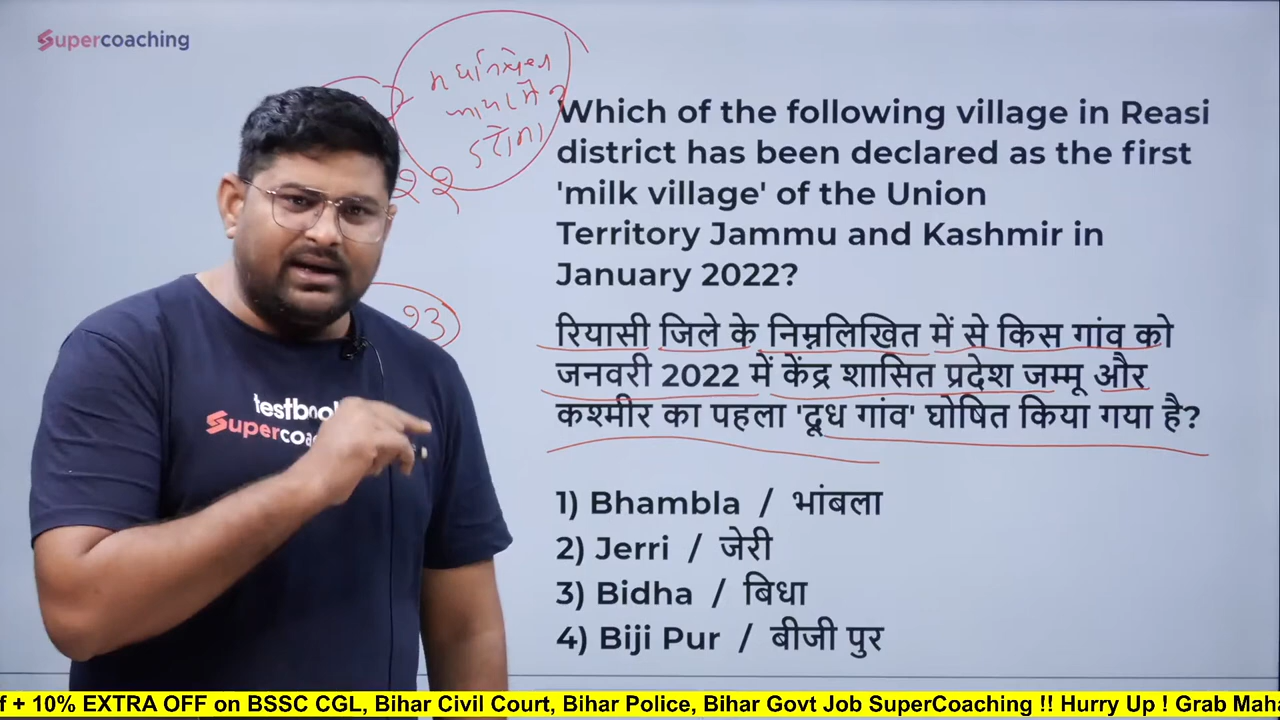 Supercoaching
Which of the following village in Reasi
district has been declared as the first
'milk village' of the Union
Territory Jammu and Kashmir in
January 2022?
रियासी जिले के निम्नलिखित में से किस गांव को
जनवरी 2022 में केंद्र शासित प्रदेश जम्मू और
कश्मीर का पहला 'दूध गांव' घोषित किया गया है?
1) Bhambla / भांबला
2) Jerri / जेरी
3) Bidha / बिधा
4) Biji Pur / बीजी पुर
+ 10% EXTRA OFF on BSSC CGL, Bihar Civil Court, Bihar Police, Bihar Govt Job SuperCoaching !! Hurry Up ! Grab